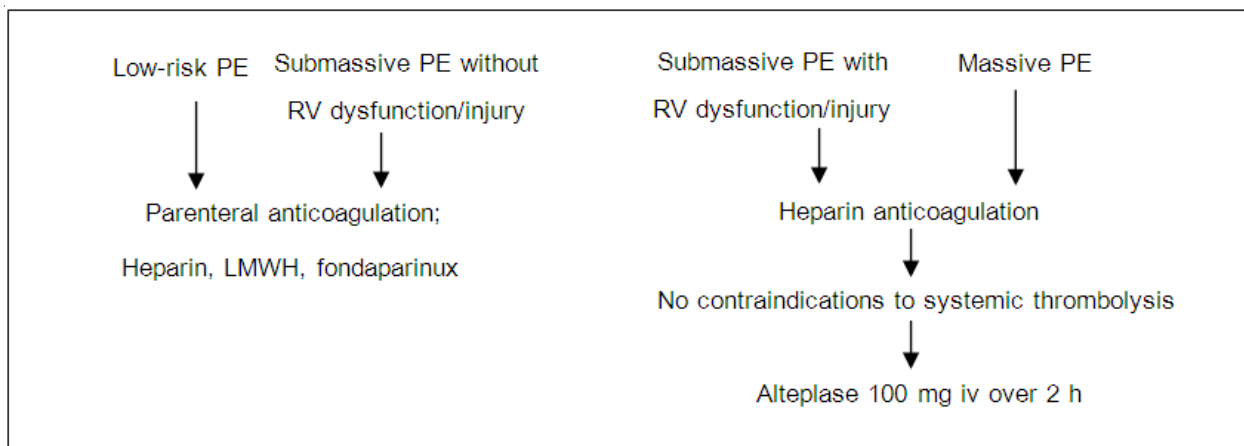 Low-risk PE
Submassive PE without
RV dysfunction/injury
Parenteral anticoagulation;
Heparin, LMWH, fondaparinux
Submassive PE with
RV dysfunction/injury
Massive PE
Heparin anticoagulation
No contraindications to systemic thrombolysis
Alteplase 100 mg iv over 2 h